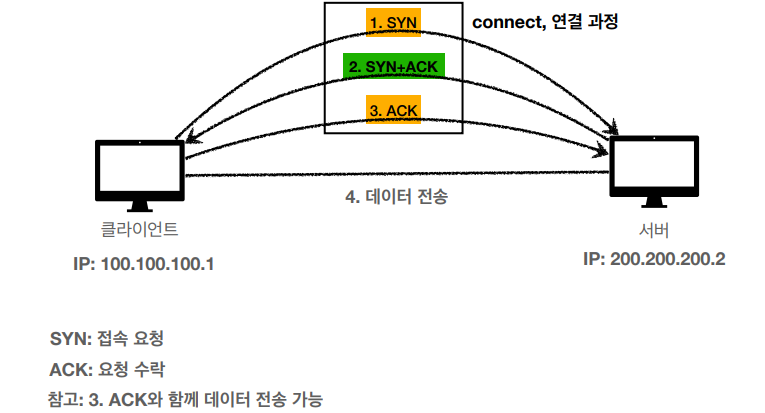 1. SYN
connect, 연결 과정
2. SYN+ACK
3. ACK
4. 데이터 전송
클라이언트
서버
IP: 100.100.100.1
IP: 200.200.200.2
SYN: 접속 요청
ACK: 요청 수락
참고: 3. ACK와 함께 데이터 전송 가능